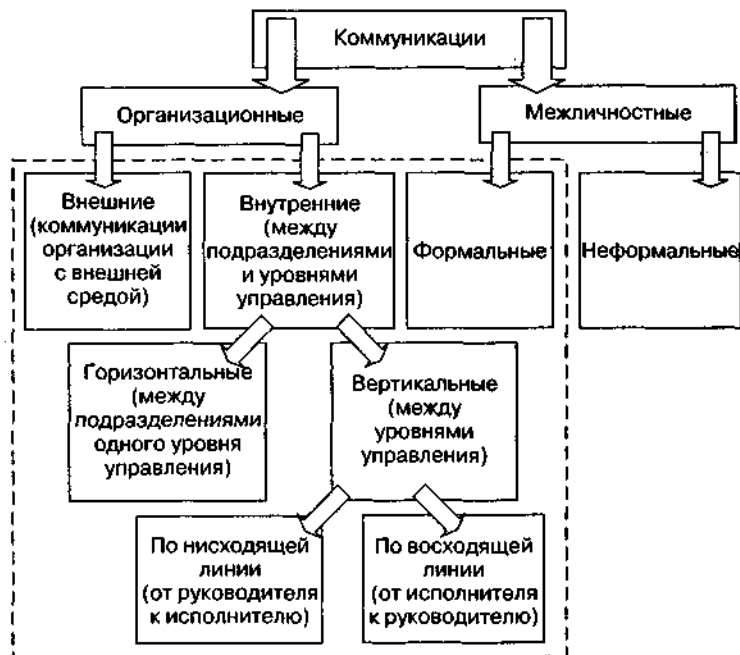 Коммуникации
Организационные
Межличностные
Внешние
(коммуникации
организации
с внешней
средой)
Внутренние
(между
подразделениями
и уровнями
управления)
Формальные
Неформальные
Горизонтальные
(между
подразделениями
одного уровня
управления)
Вертикальные
(между
уровнями
управления)
По нисходящей
линии
(от руководителя
к исполнителю)
По восходящей
линии
(от исполнителя
к руководителю)